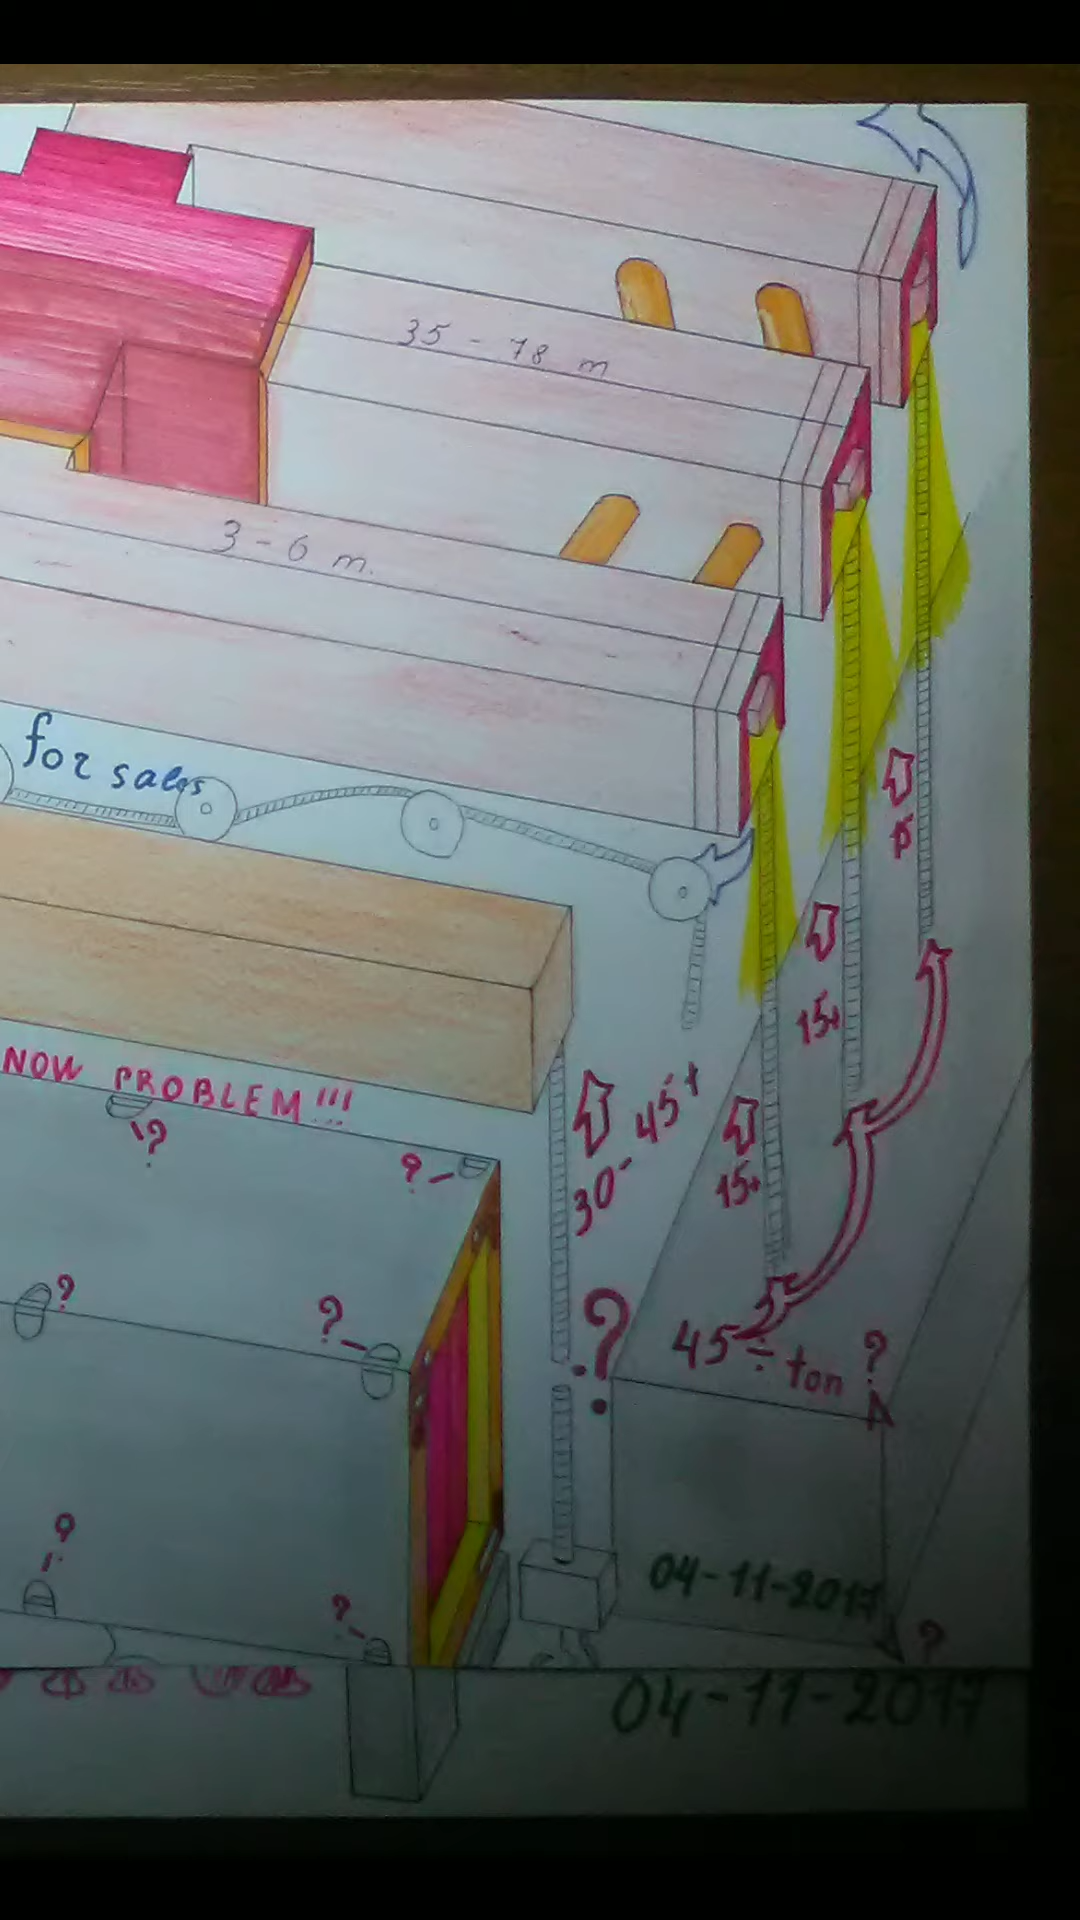 35 - 78 m
3 - 6 m.
for sales
NOW PROBLEM!!!
?
?
?
?
?
?
30- 45+
15+
15+
?
45÷ ton ?
04-11-2017
?
04-11-2017